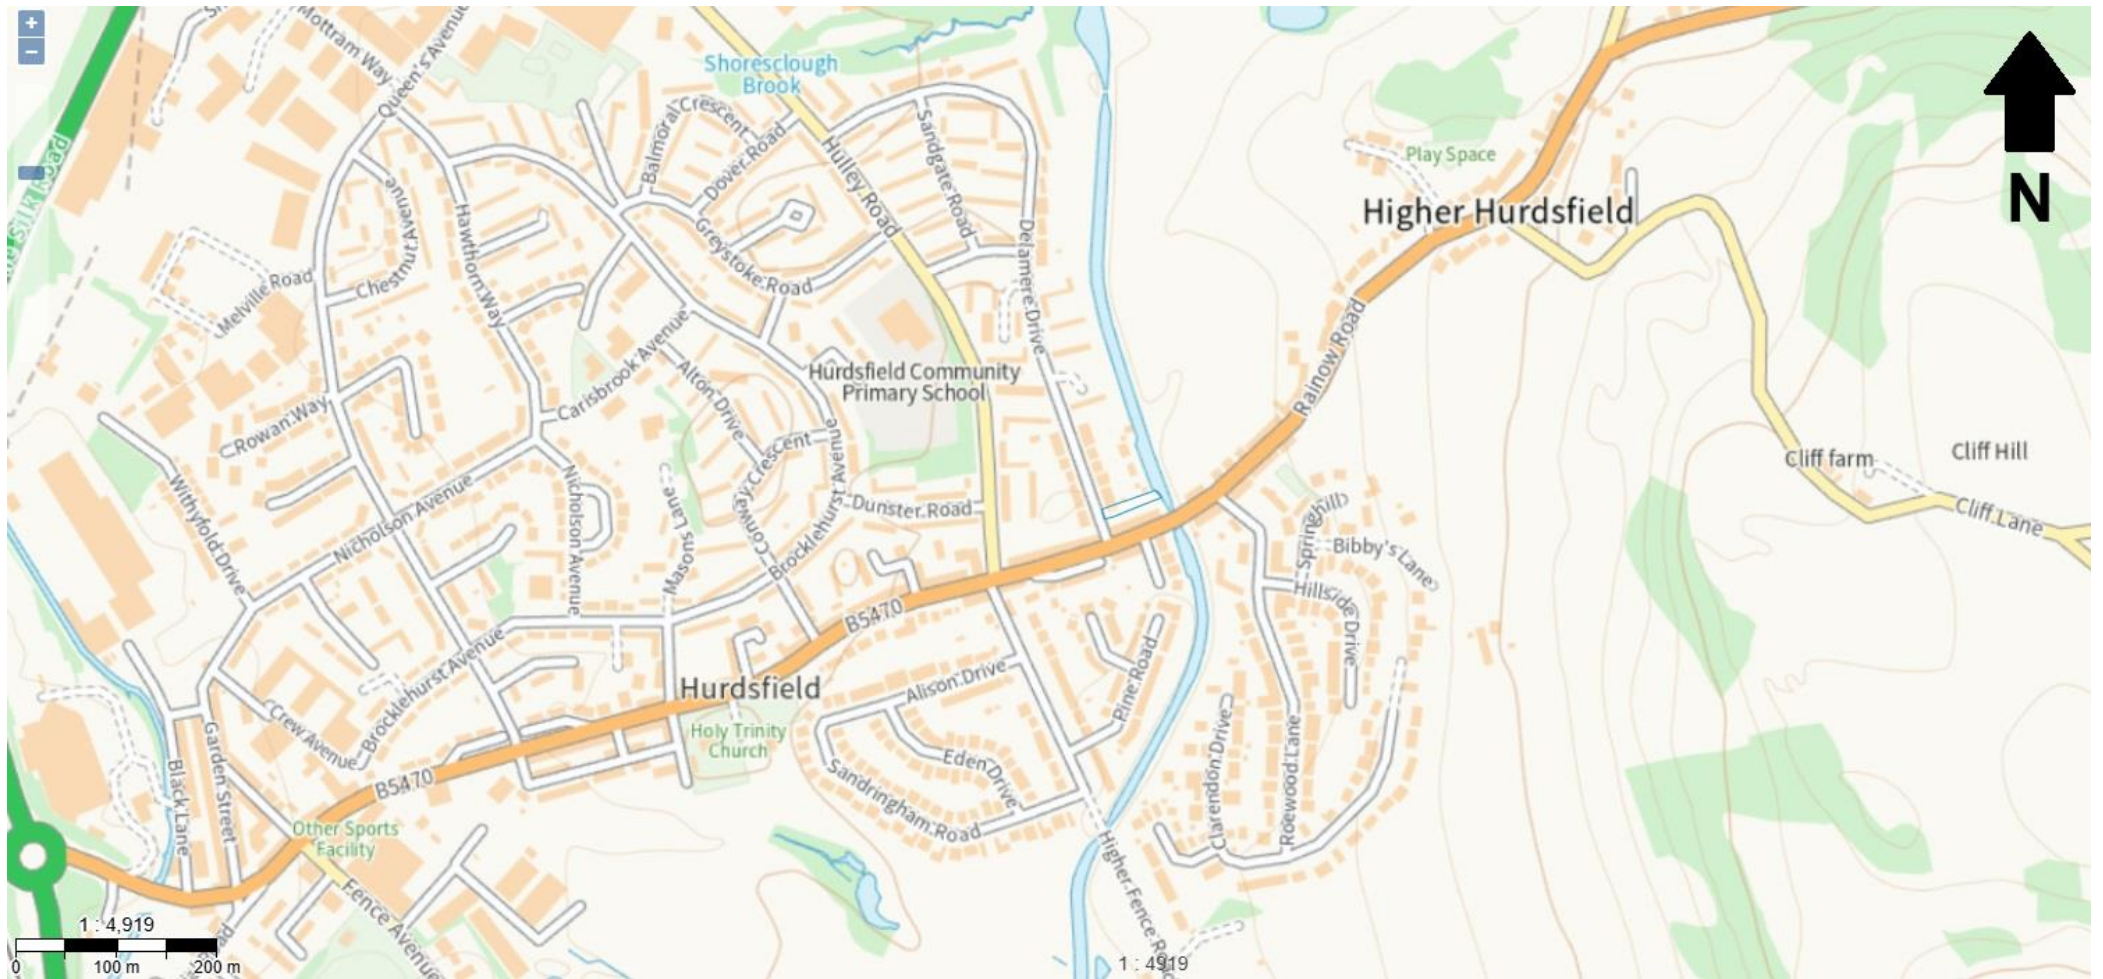 +
−
Mottram Way
Queen's Avenue
Shoresclough
Brook
Balmoral Crescent
Dover Road
Hulley Road
Sandgate Road
Play Space
Higher Hurdsfield
N
Silk Road
Chestnut Avenue
Hawthorn Way
Greystoke Road
Delamere Drive
Melville Road
Rainow Road
Hurdsfield Community
Primary School
Carisbrook Avenue
Alton Drive
Rowan Way
Conway Crescent
Brocklehurst Avenue
Cliff farm
Cliff Hill
Cliff Lane
Withyfold Drive
Nicholson Avenue
Nicholson Avenue
Masons Lane
Dunster Road
Springhill
Bibby's Lane
Hillside Drive
B5470
Hurdsfield
Brocklehurst Avenue
Alison Drive
Pine Road
Crew Avenue
Holy Trinity
Church
Garden Street
Black Lane
Eden Drive
Sandringham Road
Clarendon Drive
Roewood Lane
B5470
Other Sports
Facility
Fence Avenue
Higher Fence
1 : 4,919
0 100 m 200 m
1 : 4919